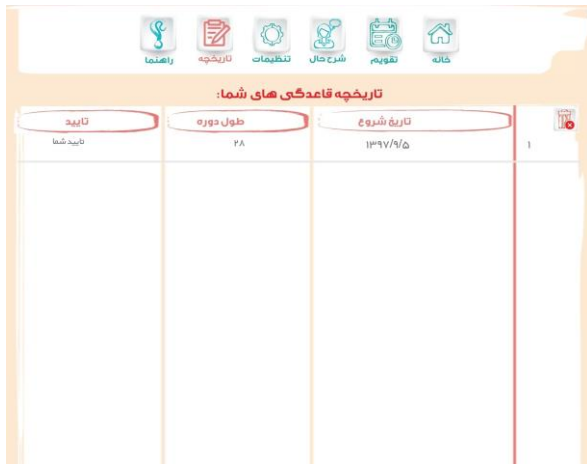 خانه تقویم شرح حال تنظیمات تاریخچه راهنما
تاریخچه قاعدگی های شما:
تاریخ شروع طول دوره تایید
۱ ۱۳۹۷/۹/۵ ۲۸ تایید شما